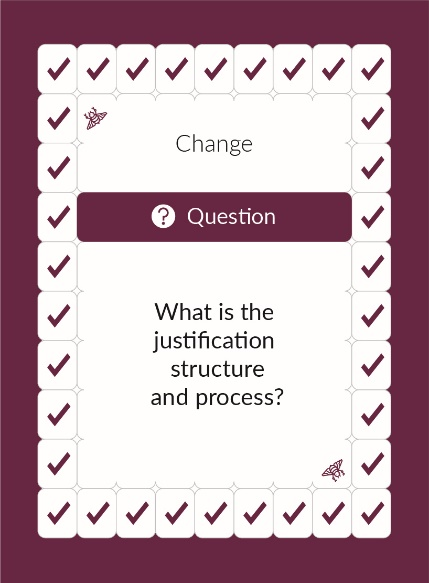 Change
? Question
What is the
justification
structure
and process?